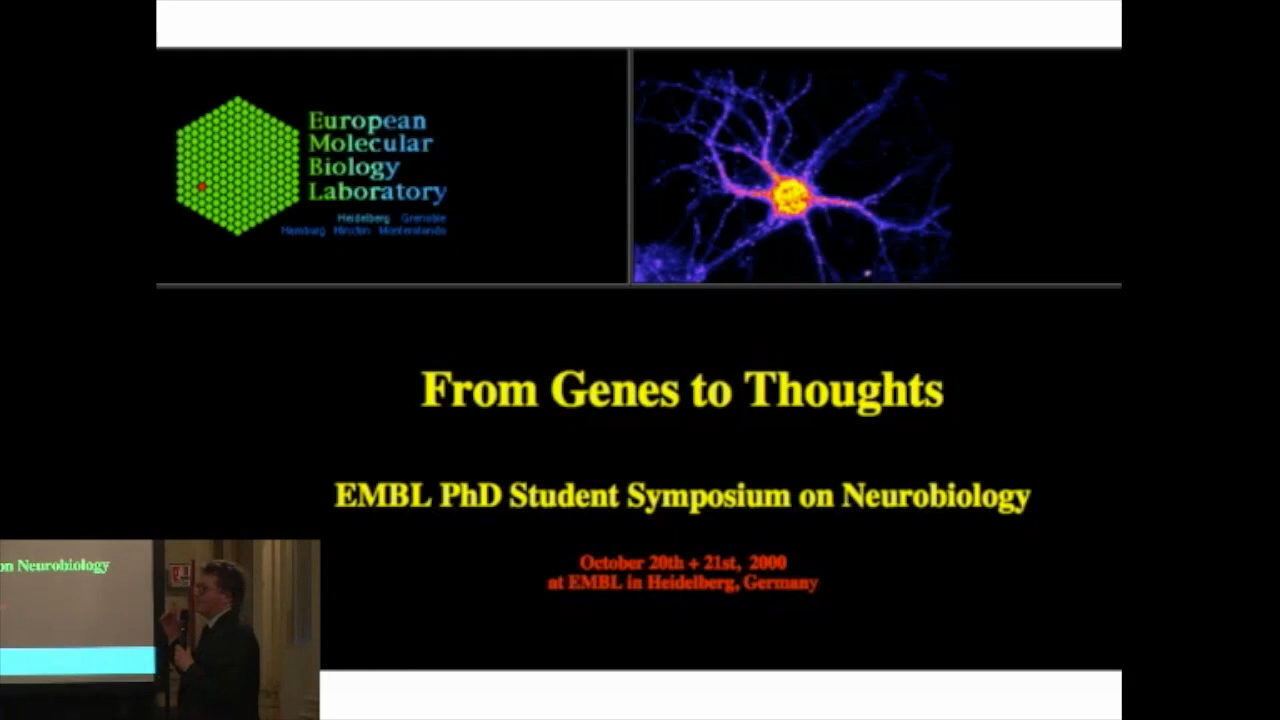 European
Molecular
Biology
Laboratory
Heidelberg Grenoble
Hamburg Hinxton Monterotondo
From Genes to Thoughts
EMBL PhD Student Symposium on Neurobiology
October 20th + 21st, 2000
at EMBL in Heidelberg, Germany
on Neurobiology